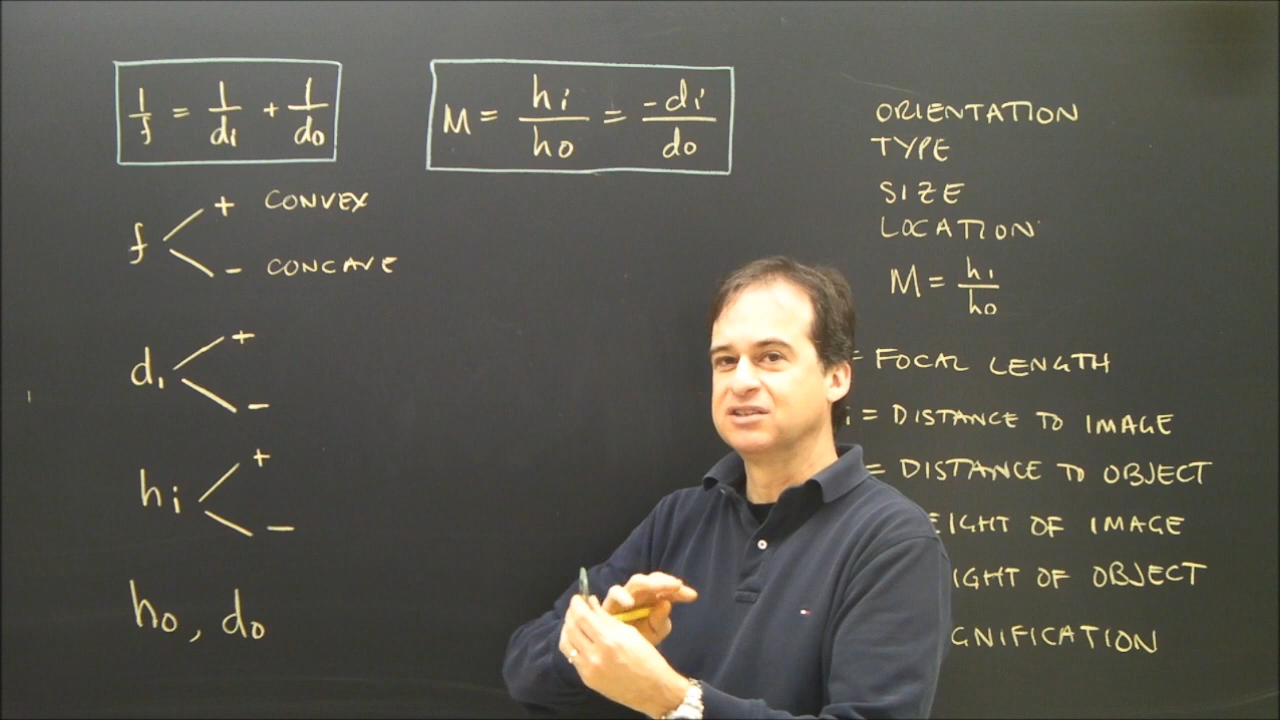 1/f = 1/di + 1/do
M = hi/ho = -di/do
f < + CONVEX
- CONCAVE
di < +
-
hi < +
-
ho, do
ORIENTATION
TYPE
SIZE
LOCATION
M = hi/ho
= FOCAL LENGTH
i = DISTANCE TO IMAGE
= DISTANCE TO OBJECT
EIGHT OF IMAGE
IGHT OF OBJECT
GNIFICATION